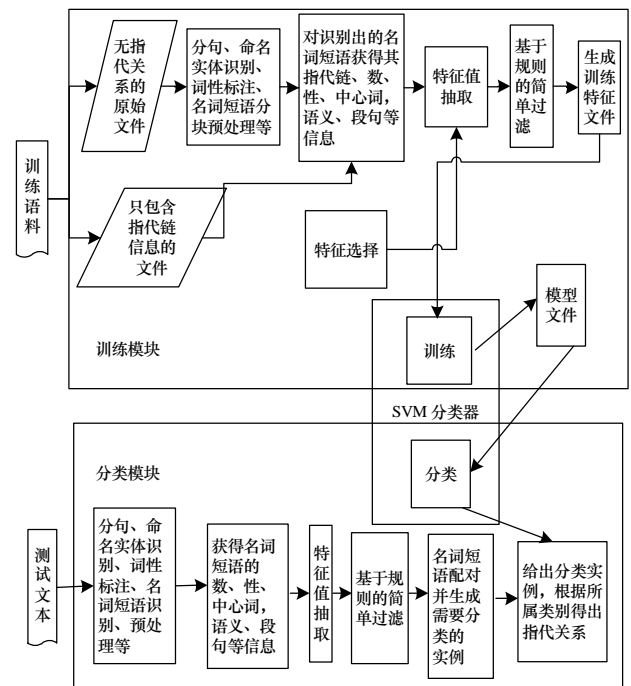 无指
代关
系的
原始
文件
分句、命名
实体识别、
词性标注、
名词短语分
块预处理等
对识别出的名
词短语获得其
指代链、数、
性、中心词，
语义、段句等
信息
特征值
抽取
基于
规则
的简
单过
滤
生成
训练
特征
文件
训
练
语
料
只包含
指代链
信息的
文件
特征选择
模型
文件
训练
训练模块
SVM 分类器
分类模块
分类
测
试
文
本
分句、命
名实体识
别、词性
标注、名
词短语识
别、预处
理等
获得名词
短语的
数、性、
中心词，
语义、段
句等信息
特
征
值
抽
取
基于规
则的简
单过滤
名词短
语配对
并生成
需要分
类的
实例
给出分类实
例，根据所
属类别得出
指代关系